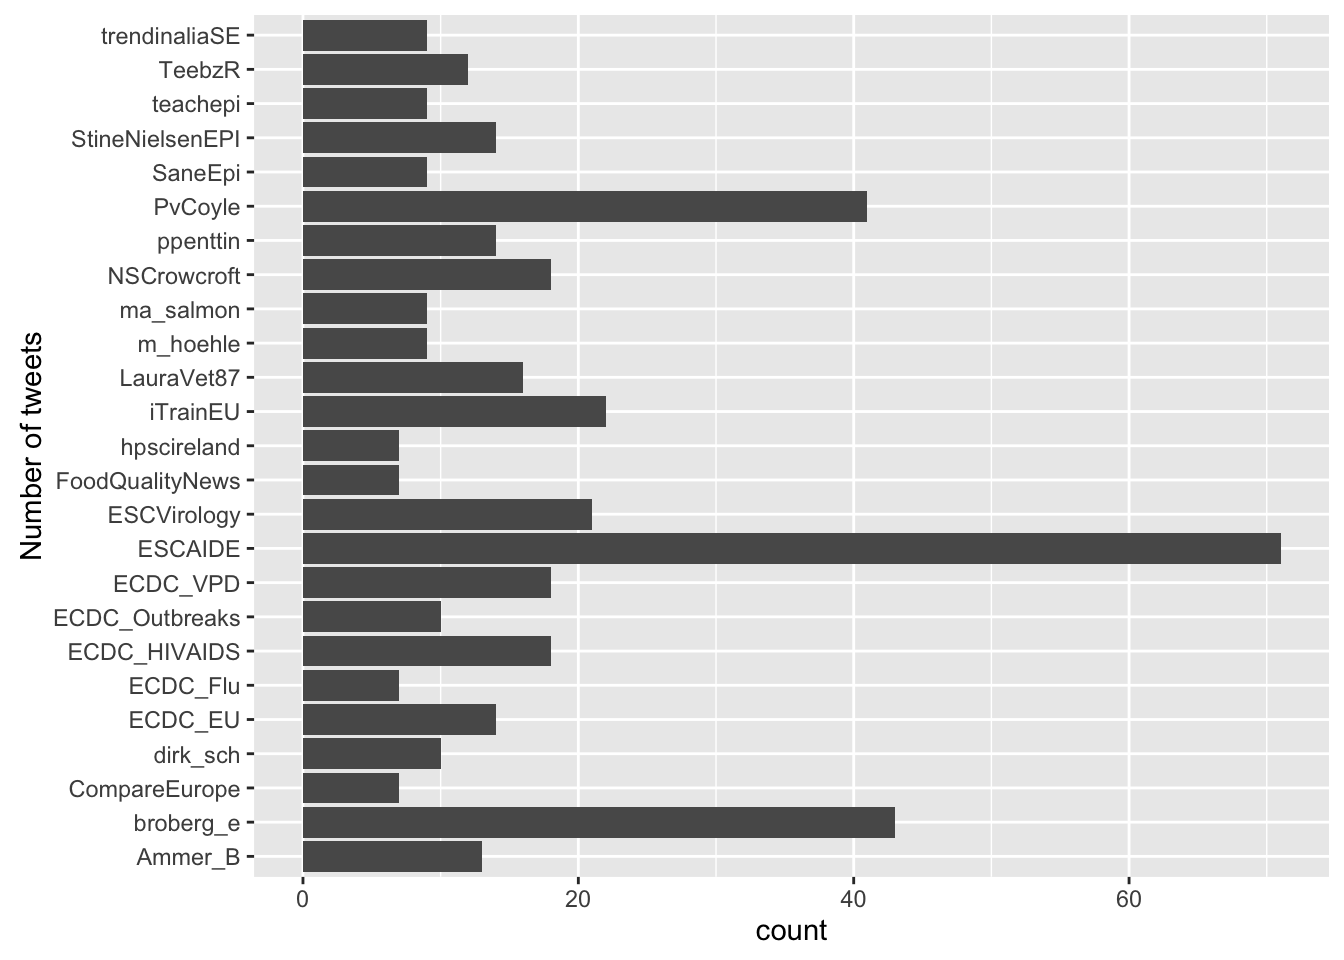 Number of tweets
trendinaliaSE
TeebzR
teachepi
StineNielsenEPI
SaneEpi
PvCoyle
ppenttin
NSCrowcroft
ma_salmon
m_hoehle
LauraVet87
iTrainEU
hpscireland
FoodQualityNews
ESCVirology
ESCAIDE
ECDC_VPD
ECDC_Outbreaks
ECDC_HIVAIDS
ECDC_Flu
ECDC_EU
dirk_sch
CompareEurope
broberg_e
Ammer_B
0 20 40 60
count